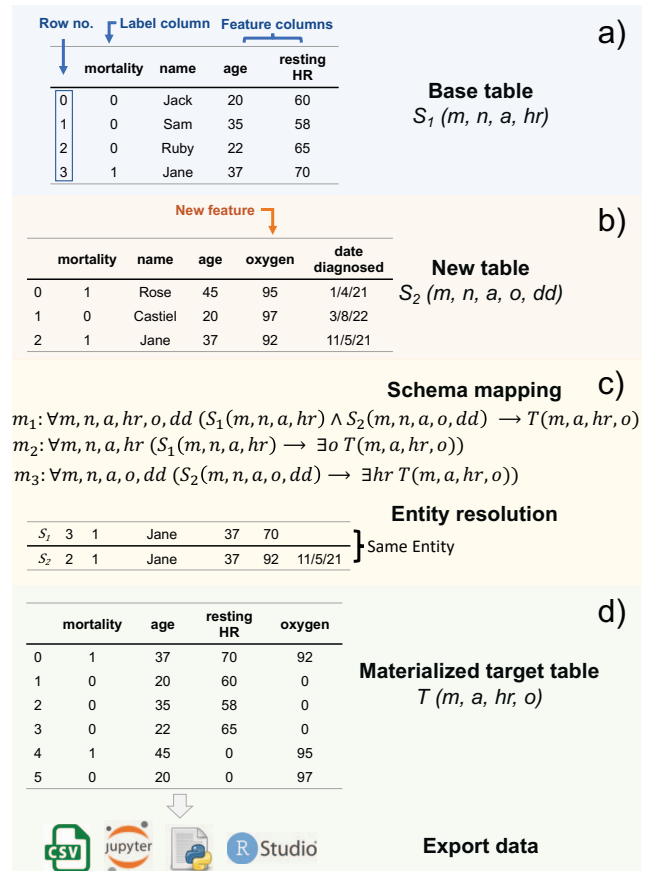 Row no. Label column Feature columns a)
mortality name age resting HR
0 0 Jack 20 60
1 0 Sam 35 58
2 0 Ruby 22 65
3 1 Jane 37 70
Base table
S₁ (m, n, a, hr)
New feature b)
mortality name age oxygen date diagnosed
0 1 Rose 45 95 1/4/21
1 0 Castiel 20 97 3/8/22
2 1 Jane 37 92 11/5/21
New table
S₂ (m, n, a, o, dd)
Schema mapping c)
m₁: ∀m, n, a, hr, o, dd (S₁(m, n, a, hr) ∧ S₂(m, n, a, o, dd) → T(m, a, hr, o)
m₂: ∀m, n, a, hr (S₁(m, n, a, hr) → ∃o T(m, a, hr, o))
m₃: ∀m, n, a, o, dd (S₂(m, n, a, o, dd) → ∃hr T(m, a, hr, o))
Entity resolution
S₁ 3 1 Jane 37 70
S₂ 2 1 Jane 37 92 11/5/21
Same Entity
d)
mortality age resting HR oxygen
0 1 37 70 92
1 0 20 60 0
2 0 35 58 0
3 0 22 65 0
4 1 45 0 95
5 0 20 0 97
Materialized target table
T (m, a, hr, o)
CSV jupyter R Studio Export data